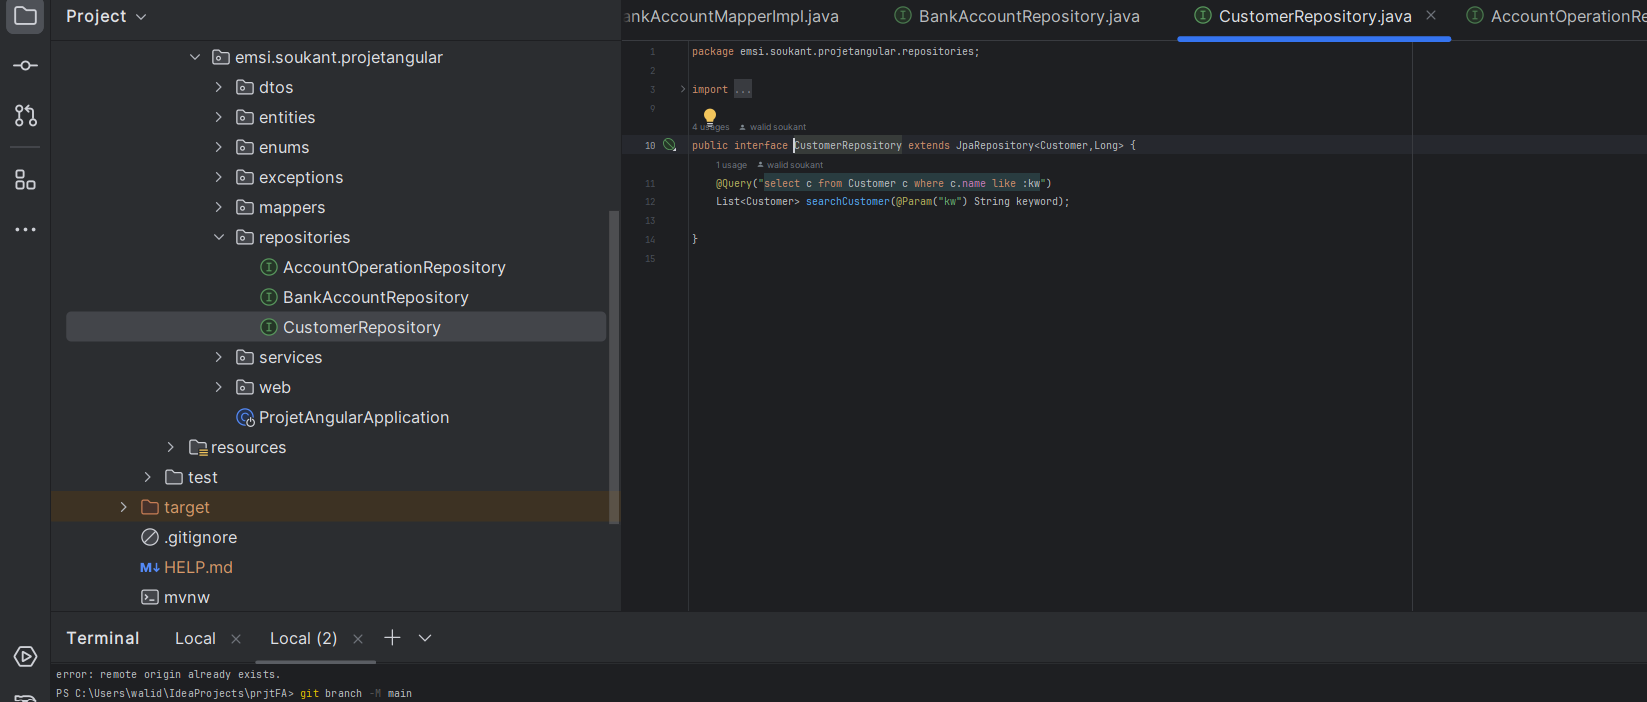 Project
emsi.soukant.projetangular
dtos
entities
enums
exceptions
mappers
repositories
AccountOperationRepository
BankAccountRepository
CustomerRepository
services
web
ProjetAngularApplication
resources
test
target
.gitignore
M↓ HELP.md
mvnw
ankAccountMapperImpl.java
BankAccountRepository.java
CustomerRepository.java
AccountOperationRe
1 package emsi.soukant.projetangular.repositories;
2
3 import ...
9
4 usages walid soukant
10 public interface CustomerRepository extends JpaRepository<Customer,Long> {
1 usage walid soukant
11 @Query("select c from Customer c where c.name like :kw")
12 List<Customer> searchCustomer(@Param("kw") String keyword);
13
14 }
15
Terminal Local Local (2)
error: remote origin already exists.
PS C:\Users\walid\IdeaProjects\prjtFA> git branch -M main